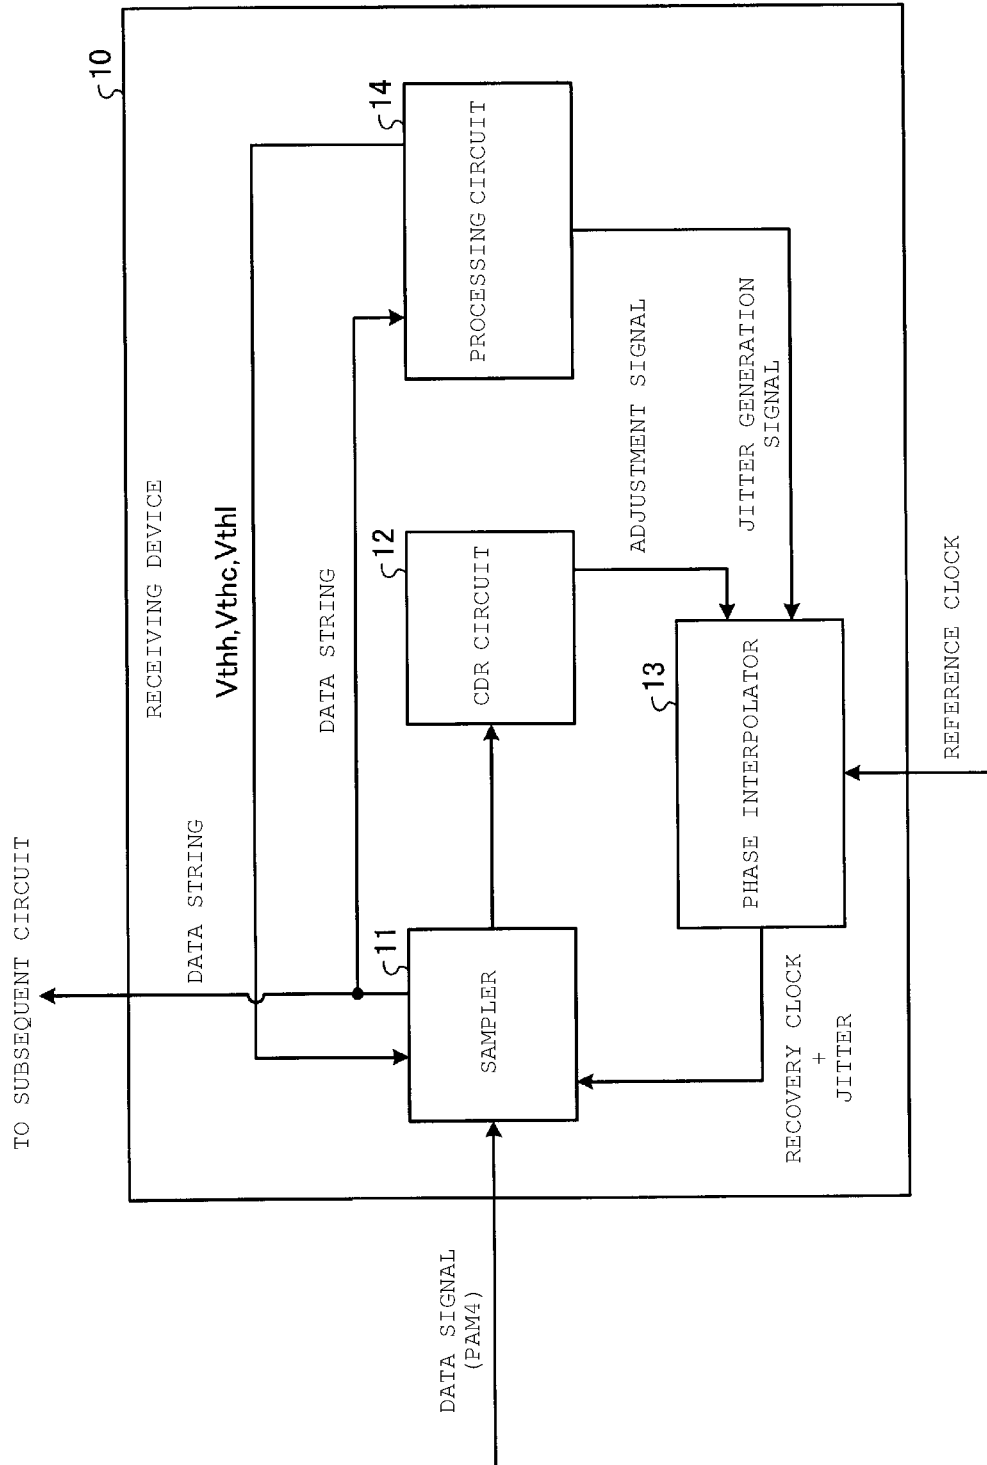 10
RECEIVING DEVICE
TO SUBSEQUENT CIRCUIT
DATA STRING
Vthh,Vthc,Vthl
DATA STRING
DATA SIGNAL
(PAM4)
11
SAMPLER
12
CDR CIRCUIT
14
PROCESSING CIRCUIT
ADJUSTMENT SIGNAL
JITTER GENERATION
SIGNAL
13
PHASE INTERPOLATOR
RECOVERY CLOCK
+
JITTER
REFERENCE CLOCK